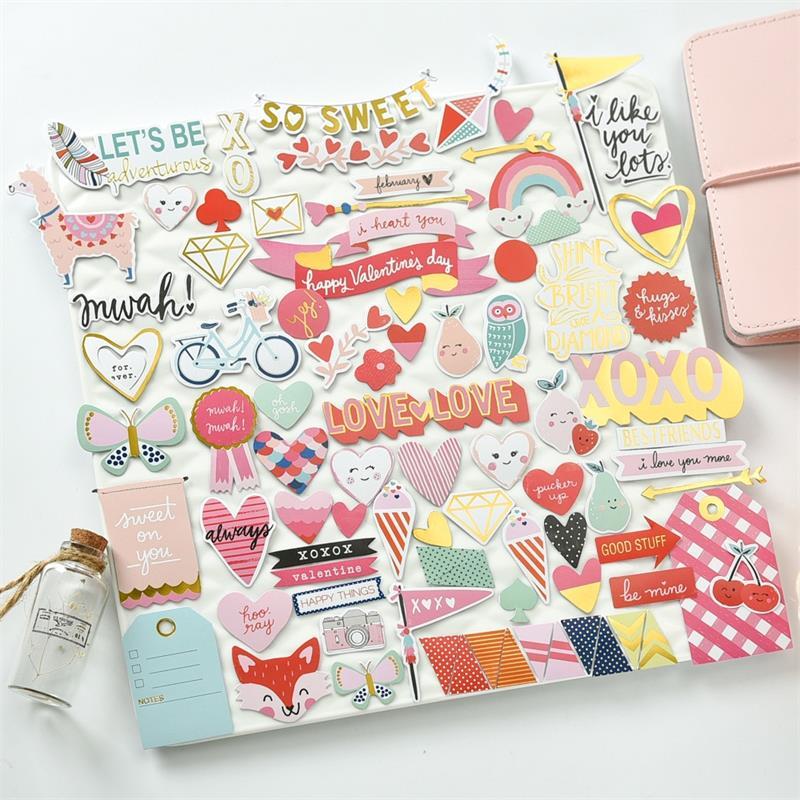 LET'S BE
adventurous
XO
SO SWEET
i like
you
lots.
february
i heart you
happy Valentine's day
mwah!
yes!
SHINE
BRIGHT
LIKE
DIAMOND
hugs
& kisses
for.
ever.
mwah!
mwah!
oh
gosh
LOVE LOVE
XOXO
BESTFRIENDS
i love you more
sweet
on
you
always
pucker
up
XOXOX
valentine
GOOD STUFF
be mine
HAPPY THINGS
hoo.
ray
X♥X♥
NOTES